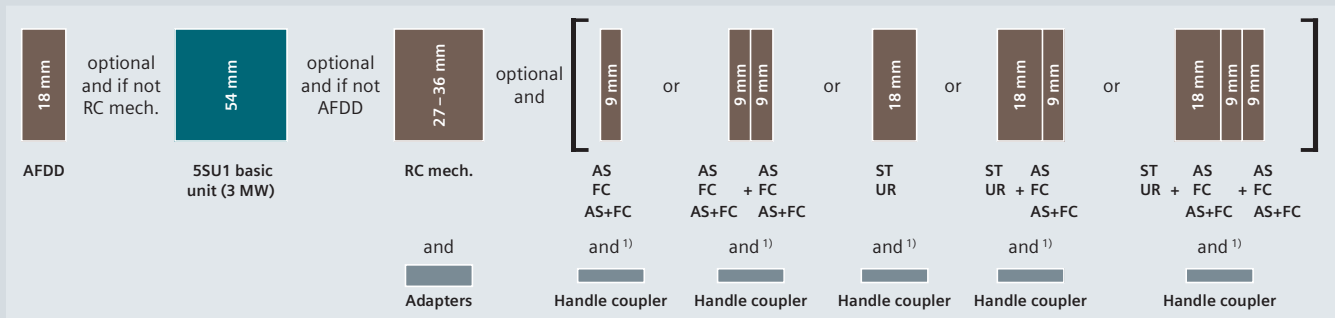 18 mm
optional
and if not
RC mech.
54 mm
optional
and if not
AFDD
27–36 mm
optional
and
9 mm
or
9 mm
9 mm
or
18 mm
or
18 mm
9 mm
or
18 mm
9 mm
9 mm
AFDD
5SU1 basic
unit (3 MW)
RC mech.
AS
FC
AS+FC
AS AS
FC + FC
AS+FC AS+FC
ST
UR
ST AS
UR + FC
AS+FC
ST AS AS
UR + FC + FC
AS+FC AS+FC
and
and 1)
and 1)
and 1)
and 1)
and 1)
Adapters
Handle coupler
Handle coupler
Handle coupler
Handle coupler
Handle coupler